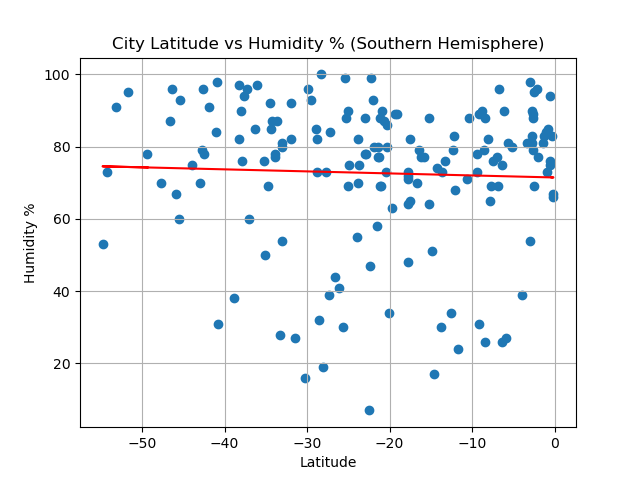 City Latitude vs Humidity % (Southern Hemisphere)
100
80
60
40
20
Humidity %
−50 −40 −30 −20 −10 0
Latitude